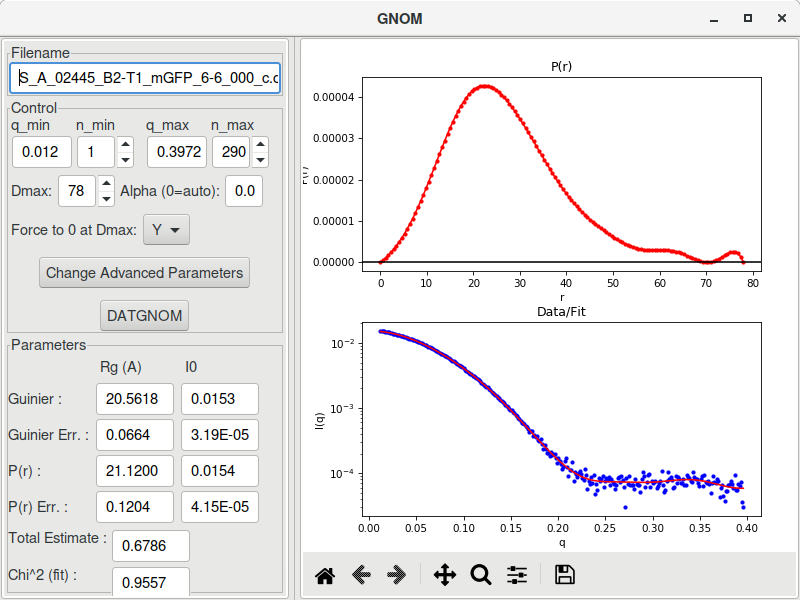 GNOM
Filename
S_A_02445_B2-T1_mGFP_6-6_000_c.c
Control
q_min n_min q_max n_max
0.012 1 0.3972 290
Dmax: 78 Alpha (0=auto): 0.0
Force to 0 at Dmax: Y
Change Advanced Parameters
DATGNOM
Parameters
Rg (A) I0
Guinier : 20.5618 0.0153
Guinier Err. : 0.0664 3.19E-05
P(r) : 21.1200 0.0154
P(r) Err. : 0.1204 4.15E-05
Total Estimate : 0.6786
Chi^2 (fit) : 0.9557
P(r)
P(r)
0.00004
0.00003
0.00002
0.00001
0.00000
0 10 20 30 40 50 60 70 80
r
Data/Fit
I(q)
10⁻²
10⁻³
10⁻⁴
0.00 0.05 0.10 0.15 0.20 0.25 0.30 0.35 0.40
q